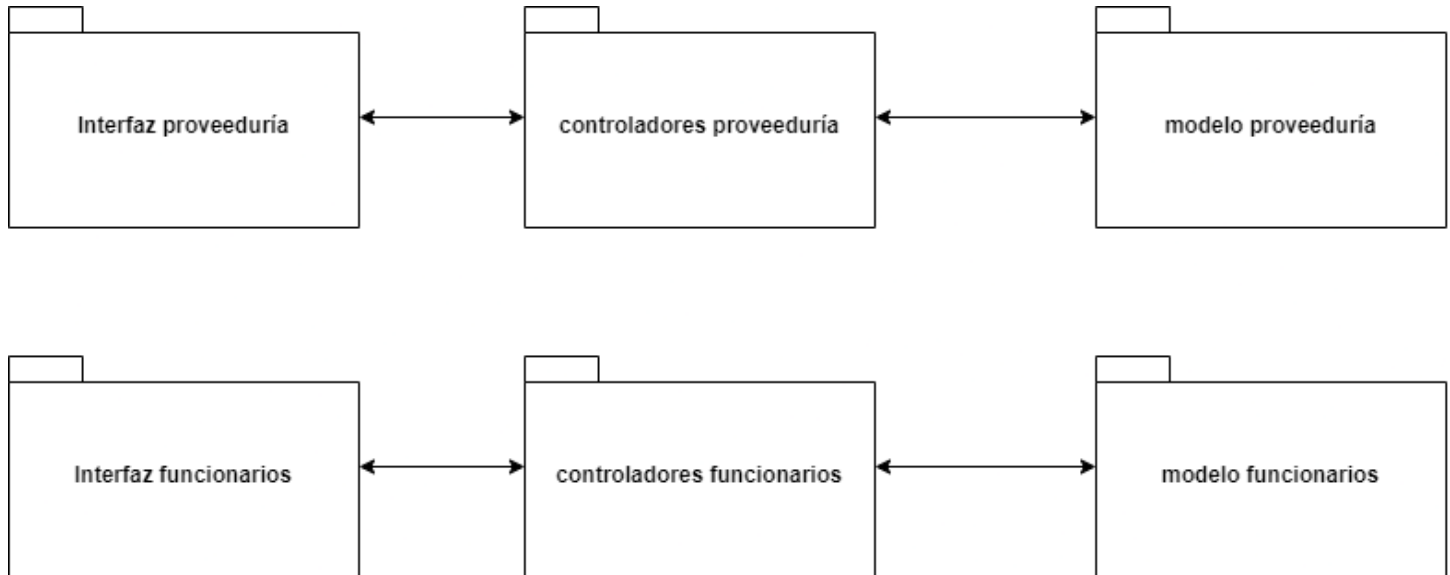 Interfaz proveeduría
controladores proveeduría
modelo proveeduría
Interfaz funcionarios
controladores funcionarios
modelo funcionarios